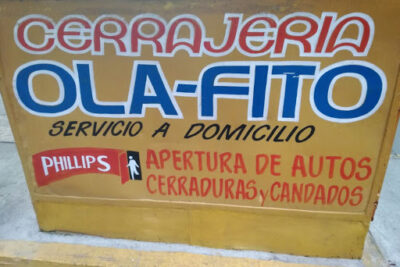 CERRAJERIA
OLA-FITO
SERVICIO A DOMICILIO
PHILLIPS
APERTURA DE AUTOS
CERRADURAS Y CANDADOS